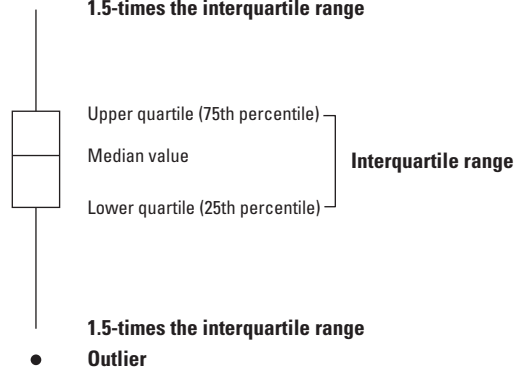 1.5-times the interquartile range
Upper quartile (75th percentile)
Median value
Interquartile range
Lower quartile (25th percentile)
1.5-times the interquartile range
Outlier